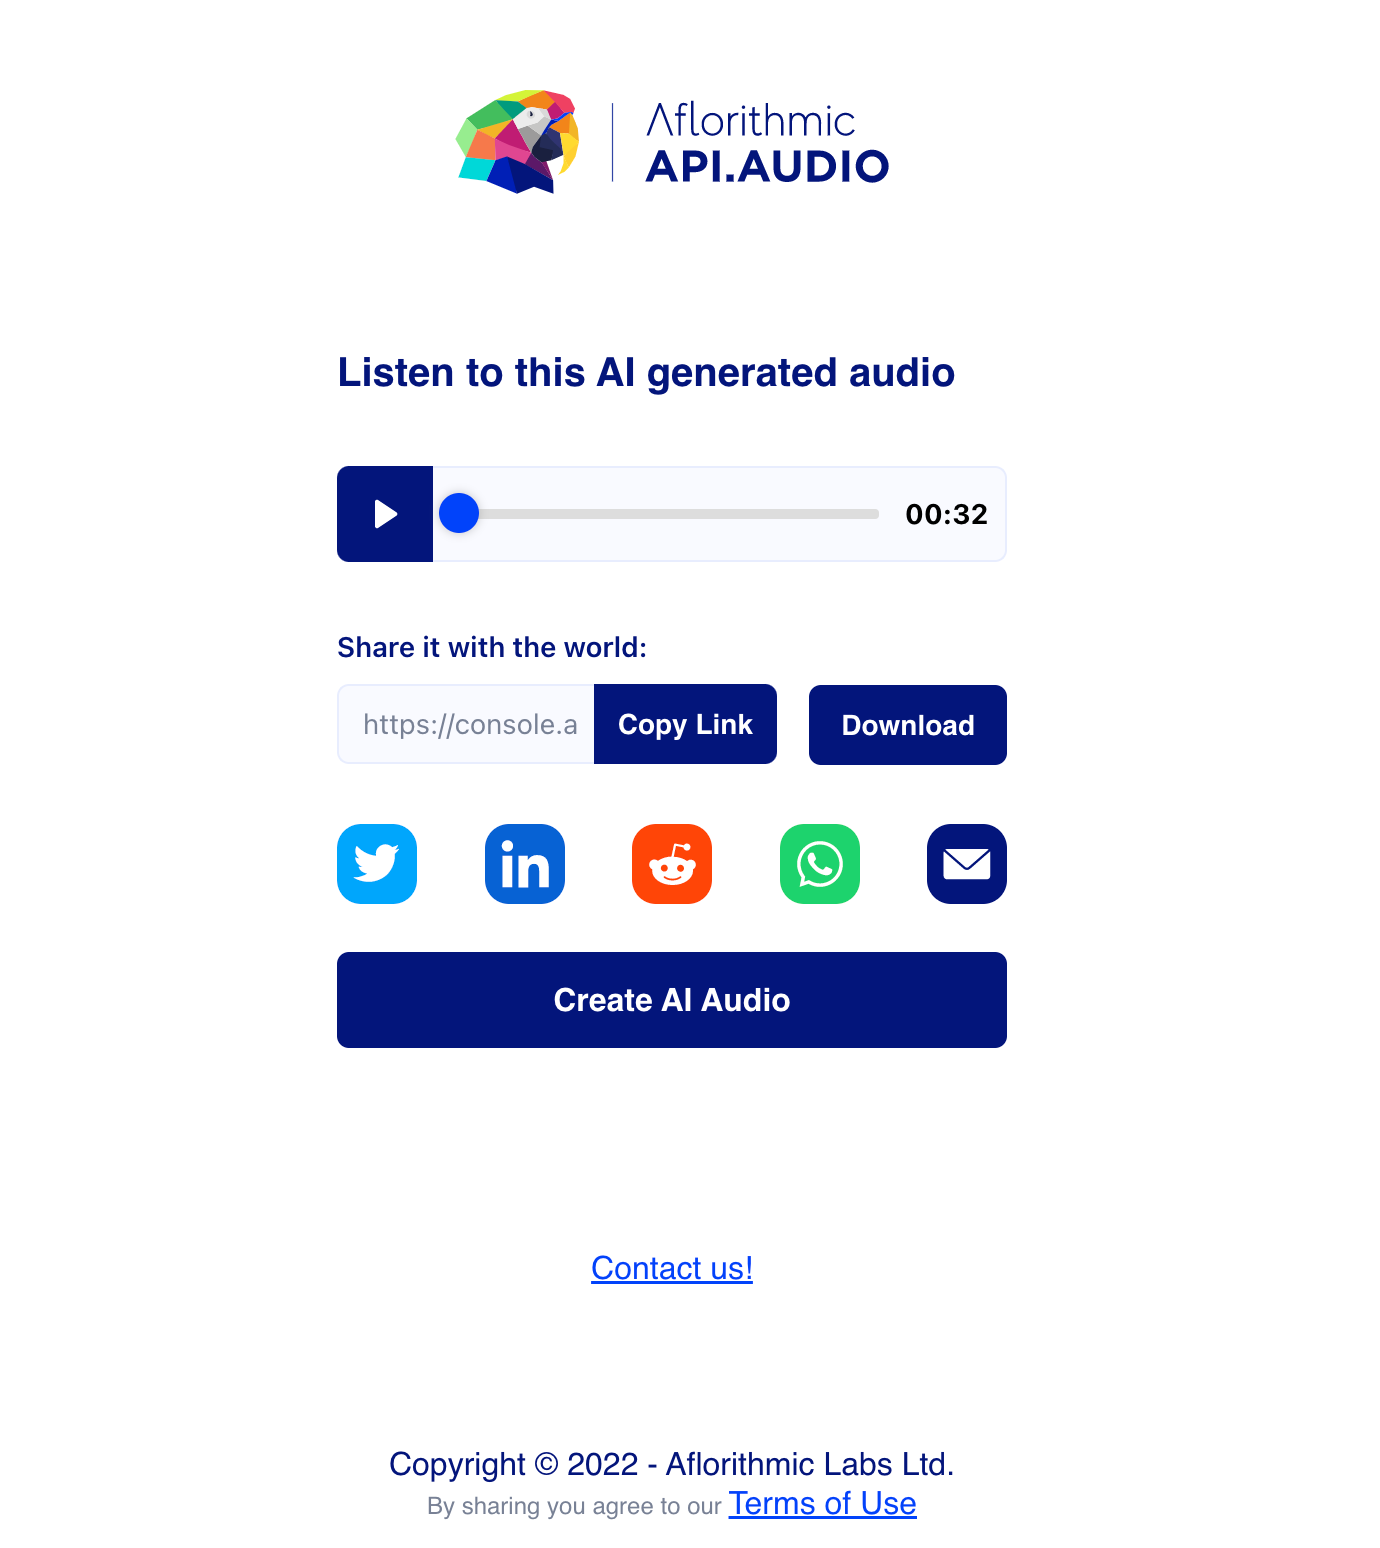 Aflorithmic
API.AUDIO
Listen to this AI generated audio
00:32
Share it with the world:
https://console.a
Copy Link
Download
in
Create AI Audio
Contact us!
Copyright © 2022 - Aflorithmic Labs Ltd.
By sharing you agree to our Terms of Use